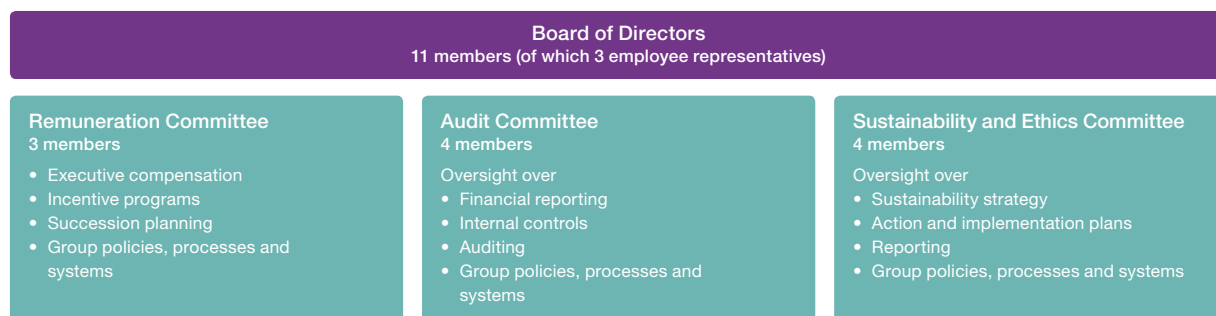 Board of Directors
11 members (of which 3 employee representatives)
Remuneration Committee
3 members
• Executive compensation
• Incentive programs
• Succession planning
• Group policies, processes and
systems
Audit Committee
4 members
Oversight over
• Financial reporting
• Internal controls
• Auditing
• Group policies, processes and
systems
Sustainability and Ethics Committee
4 members
Oversight over
• Sustainability strategy
• Action and implementation plans
• Reporting
• Group policies, processes and systems